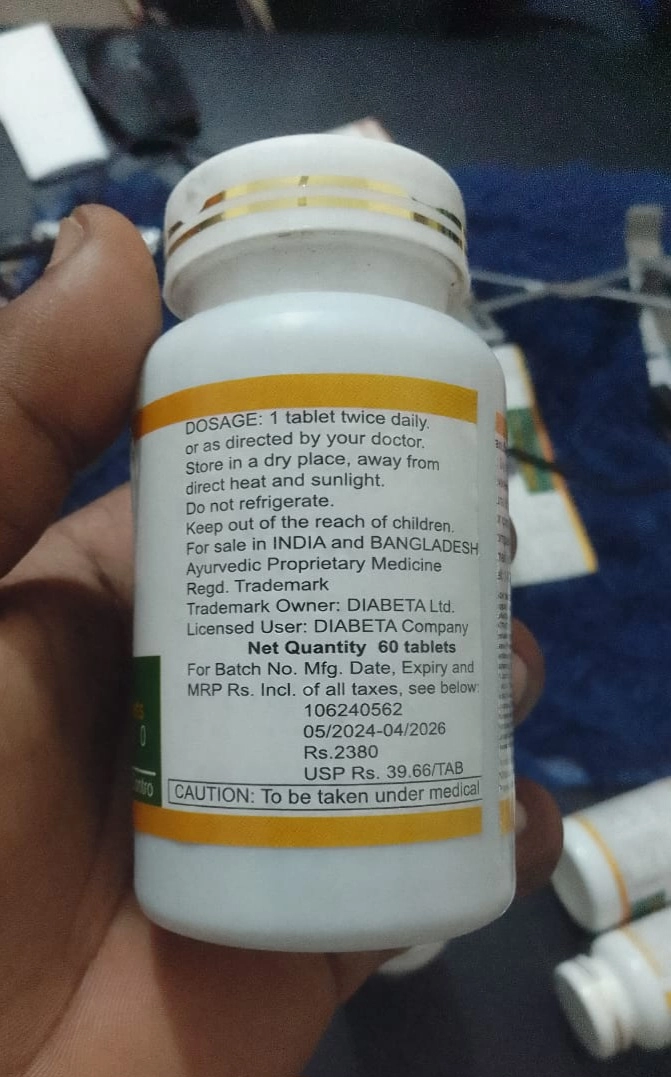 DOSAGE: 1 tablet twice daily.
or as directed by your doctor.
Store in a dry place, away from
direct heat and sunlight.
Do not refrigerate.
Keep out of the reach of children.
For sale in INDIA and BANGLADESH
Ayurvedic Proprietary Medicine
Regd. Trademark
Trademark Owner: DIABETA Ltd.
Licensed User: DIABETA Company
Net Quantity 60 tablets
For Batch No. Mfg. Date, Expiry and
MRP Rs. Incl. of all taxes, see below:
106240562
05/2024-04/2026
Rs.2380
USP Rs. 39.66/TAB
CAUTION: To be taken under medical